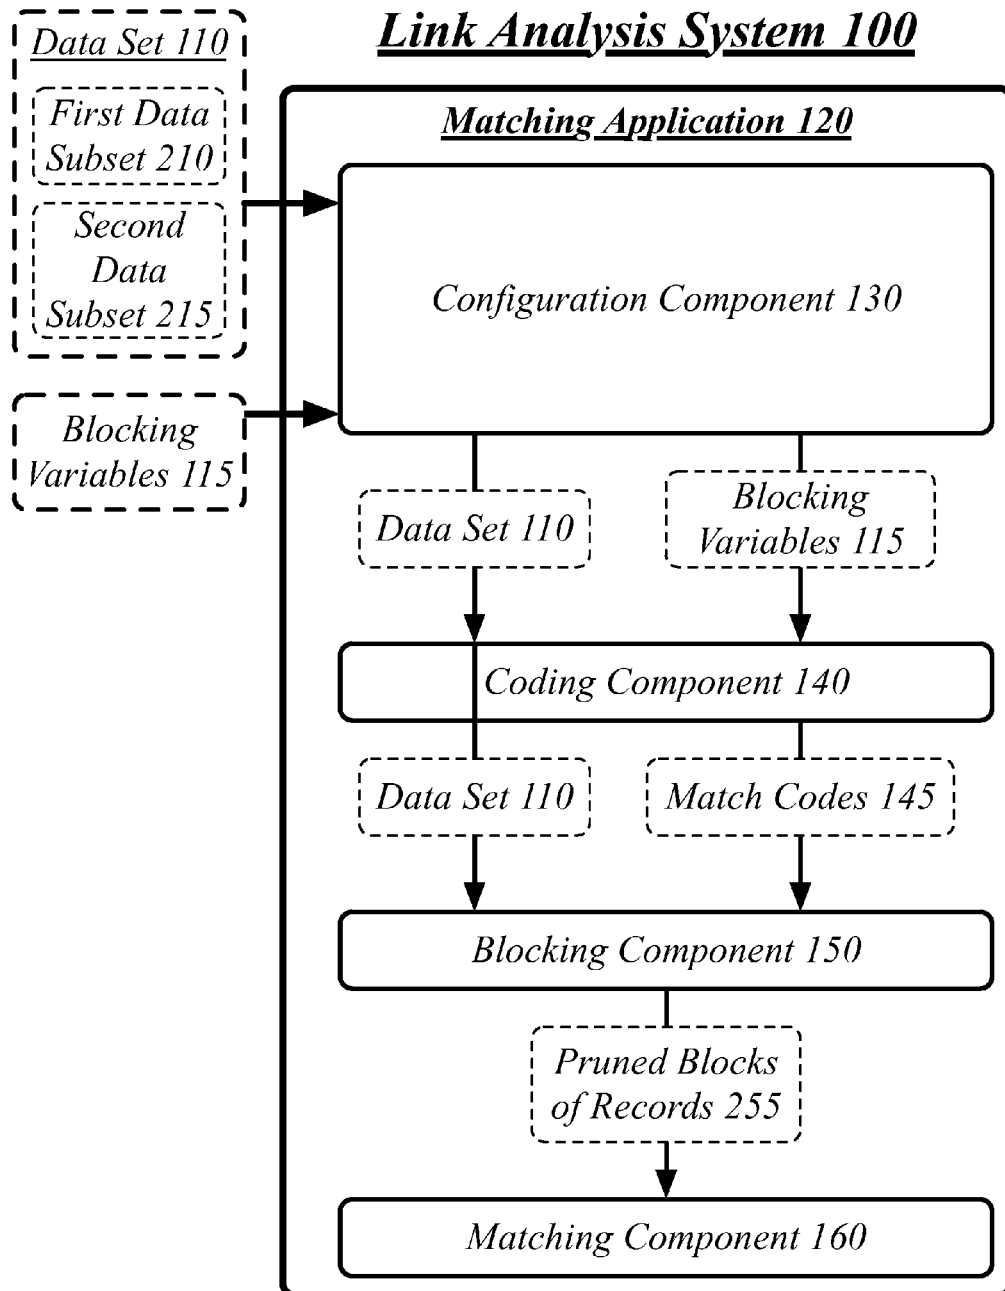 Link Analysis System 100
Data Set 110
First Data
Subset 210
Second
Data
Subset 215
Blocking
Variables 115
Matching Application 120
Configuration Component 130
Data Set 110
Blocking
Variables 115
Coding Component 140
Data Set 110
Match Codes 145
Blocking Component 150
Pruned Blocks
of Records 255
Matching Component 160